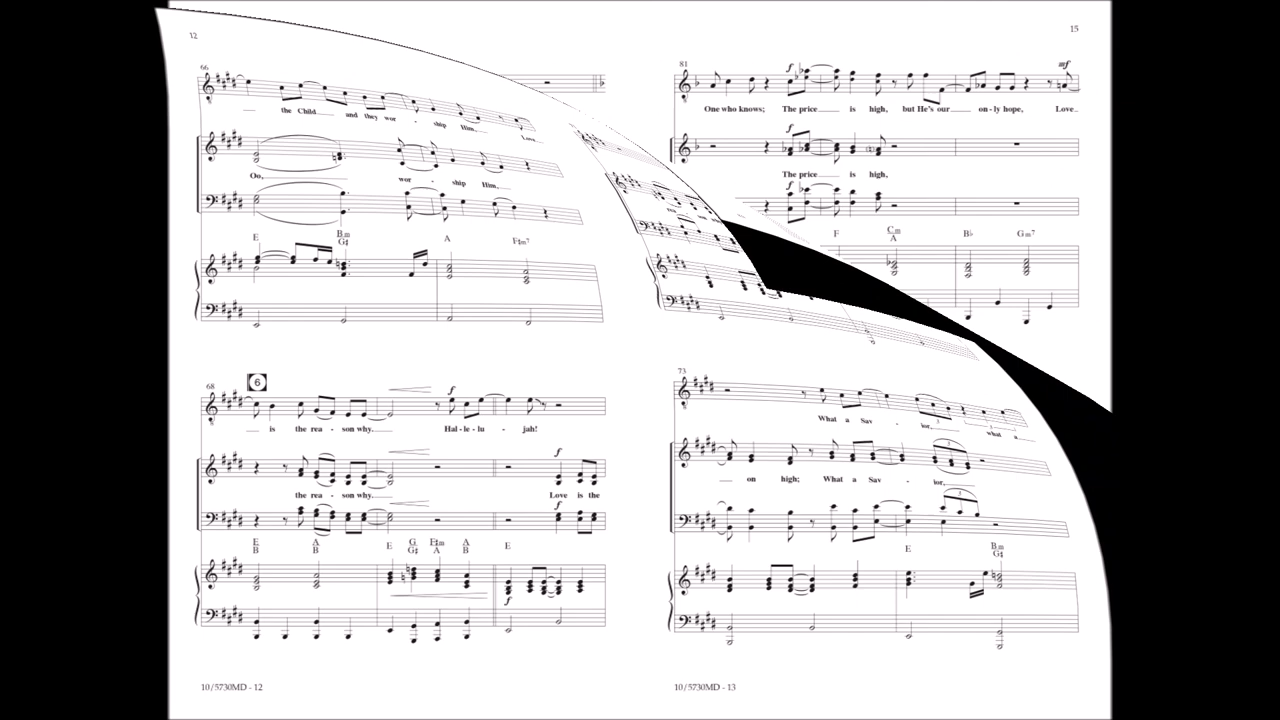 12
66
the Child and they wor - ship Him, Love
Oo, wor - ship Him,
E Bm/G♯ A F♯m7
68
6
is the rea - son why. Hal - le - lu - jah!
the rea - son why. Love is the
E/B A/B E G/G♯ F♯m/A A/B E
10/5730MD - 12
15
81
One who knows; The price is high, but He's our on - ly hope, Love
The price is high,
F Cm/A B♭ Gm7
73
What a Sav - ior, what a
on high; What a Sav - ior,
E Bm/G♯
10/5730MD - 13